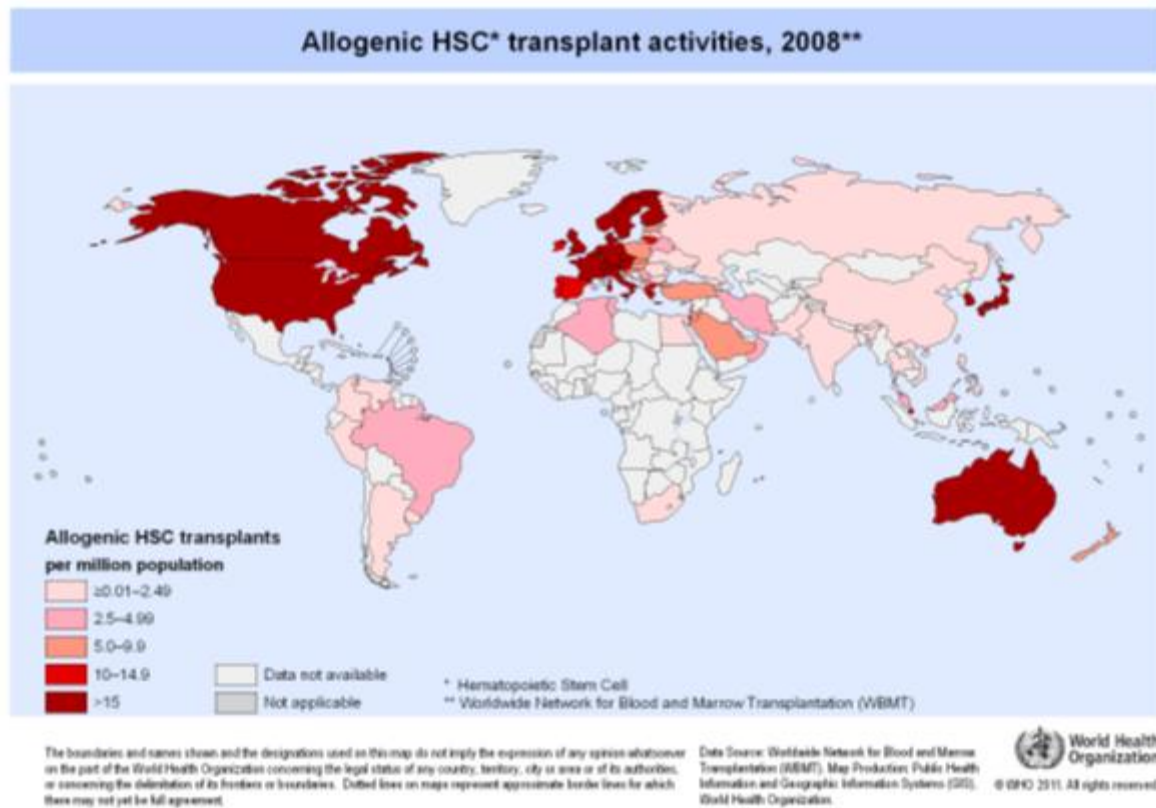 Allogenic HSC* transplant activities, 2008**
Allogenic HSC transplants
per million population
≥0.01–2.49
2.5–4.99
5.0–9.9
10–14.9
>15
Data not available
Not applicable
* Hematopoietic Stem Cell
** Worldwide Network for Blood and Marrow Transplantation (WBMT)
The boundaries and names shown and the designations used on this map do not imply the expression of any opinion whatsoever
on the part of the World Health Organization concerning the legal status of any country, territory, city or area or of its authorities,
or concerning the delimitation of its frontiers or boundaries. Dotted lines on maps represent approximate border lines for which
there may not yet be full agreement.
Data Source: Worldwide Network for Blood and Marrow
Transplantation (WBMT). Map Production: Public Health
Information and Geographic Information Systems (GIS),
World Health Organization.
World Health
Organization
© WHO 2011. All rights reserved